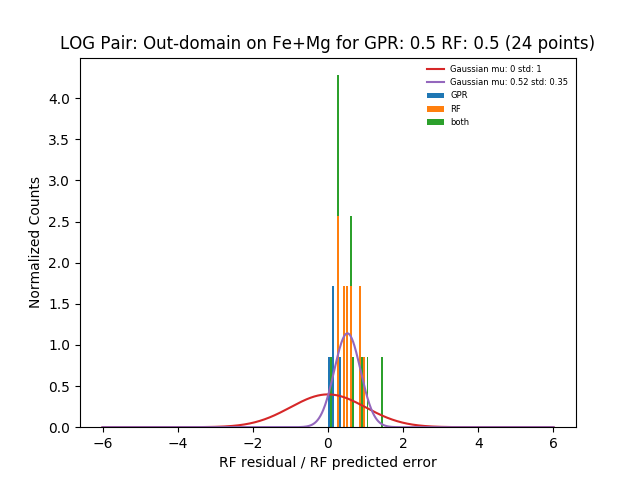 LOG Pair: Out-domain on Fe+Mg for GPR: 0.5 RF: 0.5 (24 points)
Gaussian mu: 0 std: 1
Gaussian mu: 0.52 std: 0.35
GPR
RF
both
Normalized Counts
4.0
3.5
3.0
2.5
2.0
1.5
1.0
0.5
0.0
−6 −4 −2 0 2 4 6
RF residual / RF predicted error